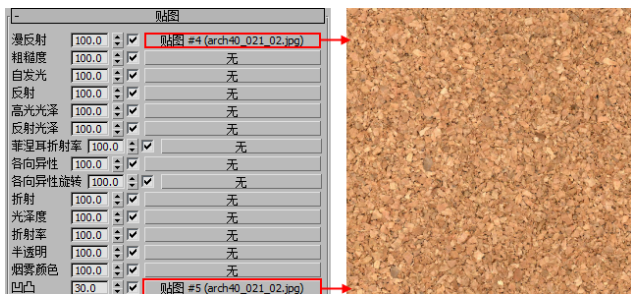 - 贴图
漫反射 100.0 贴图 #4 (arch40_021_02.jpg)
粗糙度 100.0 无
自发光 100.0 无
反射 100.0 无
高光光泽 100.0 无
反射光泽 100.0 无
菲涅耳折射率 100.0 无
各向异性 100.0 无
各向异性旋转 100.0 无
折射 100.0 无
光泽度 100.0 无
折射率 100.0 无
半透明 100.0 无
烟雾颜色 100.0 无
凹凸 30.0 贴图 #5 (arch40_021_02.jpg)